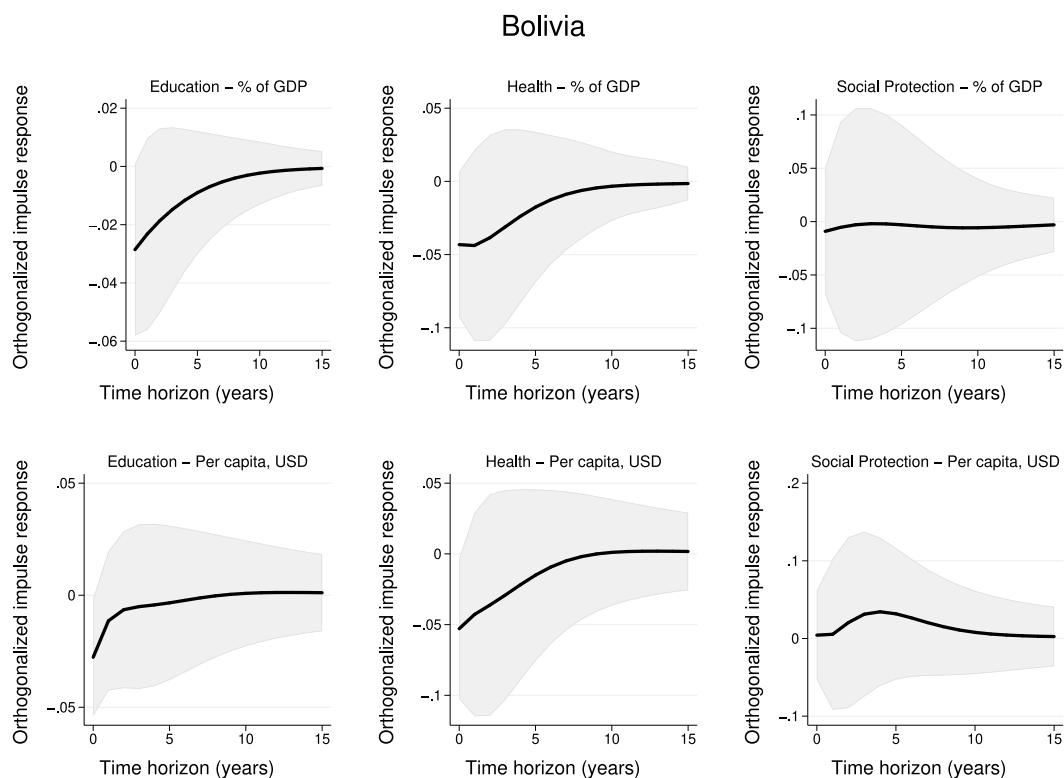 Bolivia
Education – % of GDP
Orthogonalized impulse response
.02
0
–.02
–.04
–.06
0 5 10 15
Time horizon (years)
Health – % of GDP
Orthogonalized impulse response
.05
0
–.05
–.1
0 5 10 15
Time horizon (years)
Social Protection – % of GDP
Orthogonalized impulse response
.1
.05
0
–.05
–.1
0 5 10 15
Time horizon (years)
Education – Per capita, USD
Orthogonalized impulse response
.05
0
–.05
0 5 10 15
Time horizon (years)
Health – Per capita, USD
Orthogonalized impulse response
.05
0
–.05
–.1
0 5 10 15
Time horizon (years)
Social Protection – Per capita, USD
Orthogonalized impulse response
.2
.1
0
–.1
0 5 10 15
Time horizon (years)